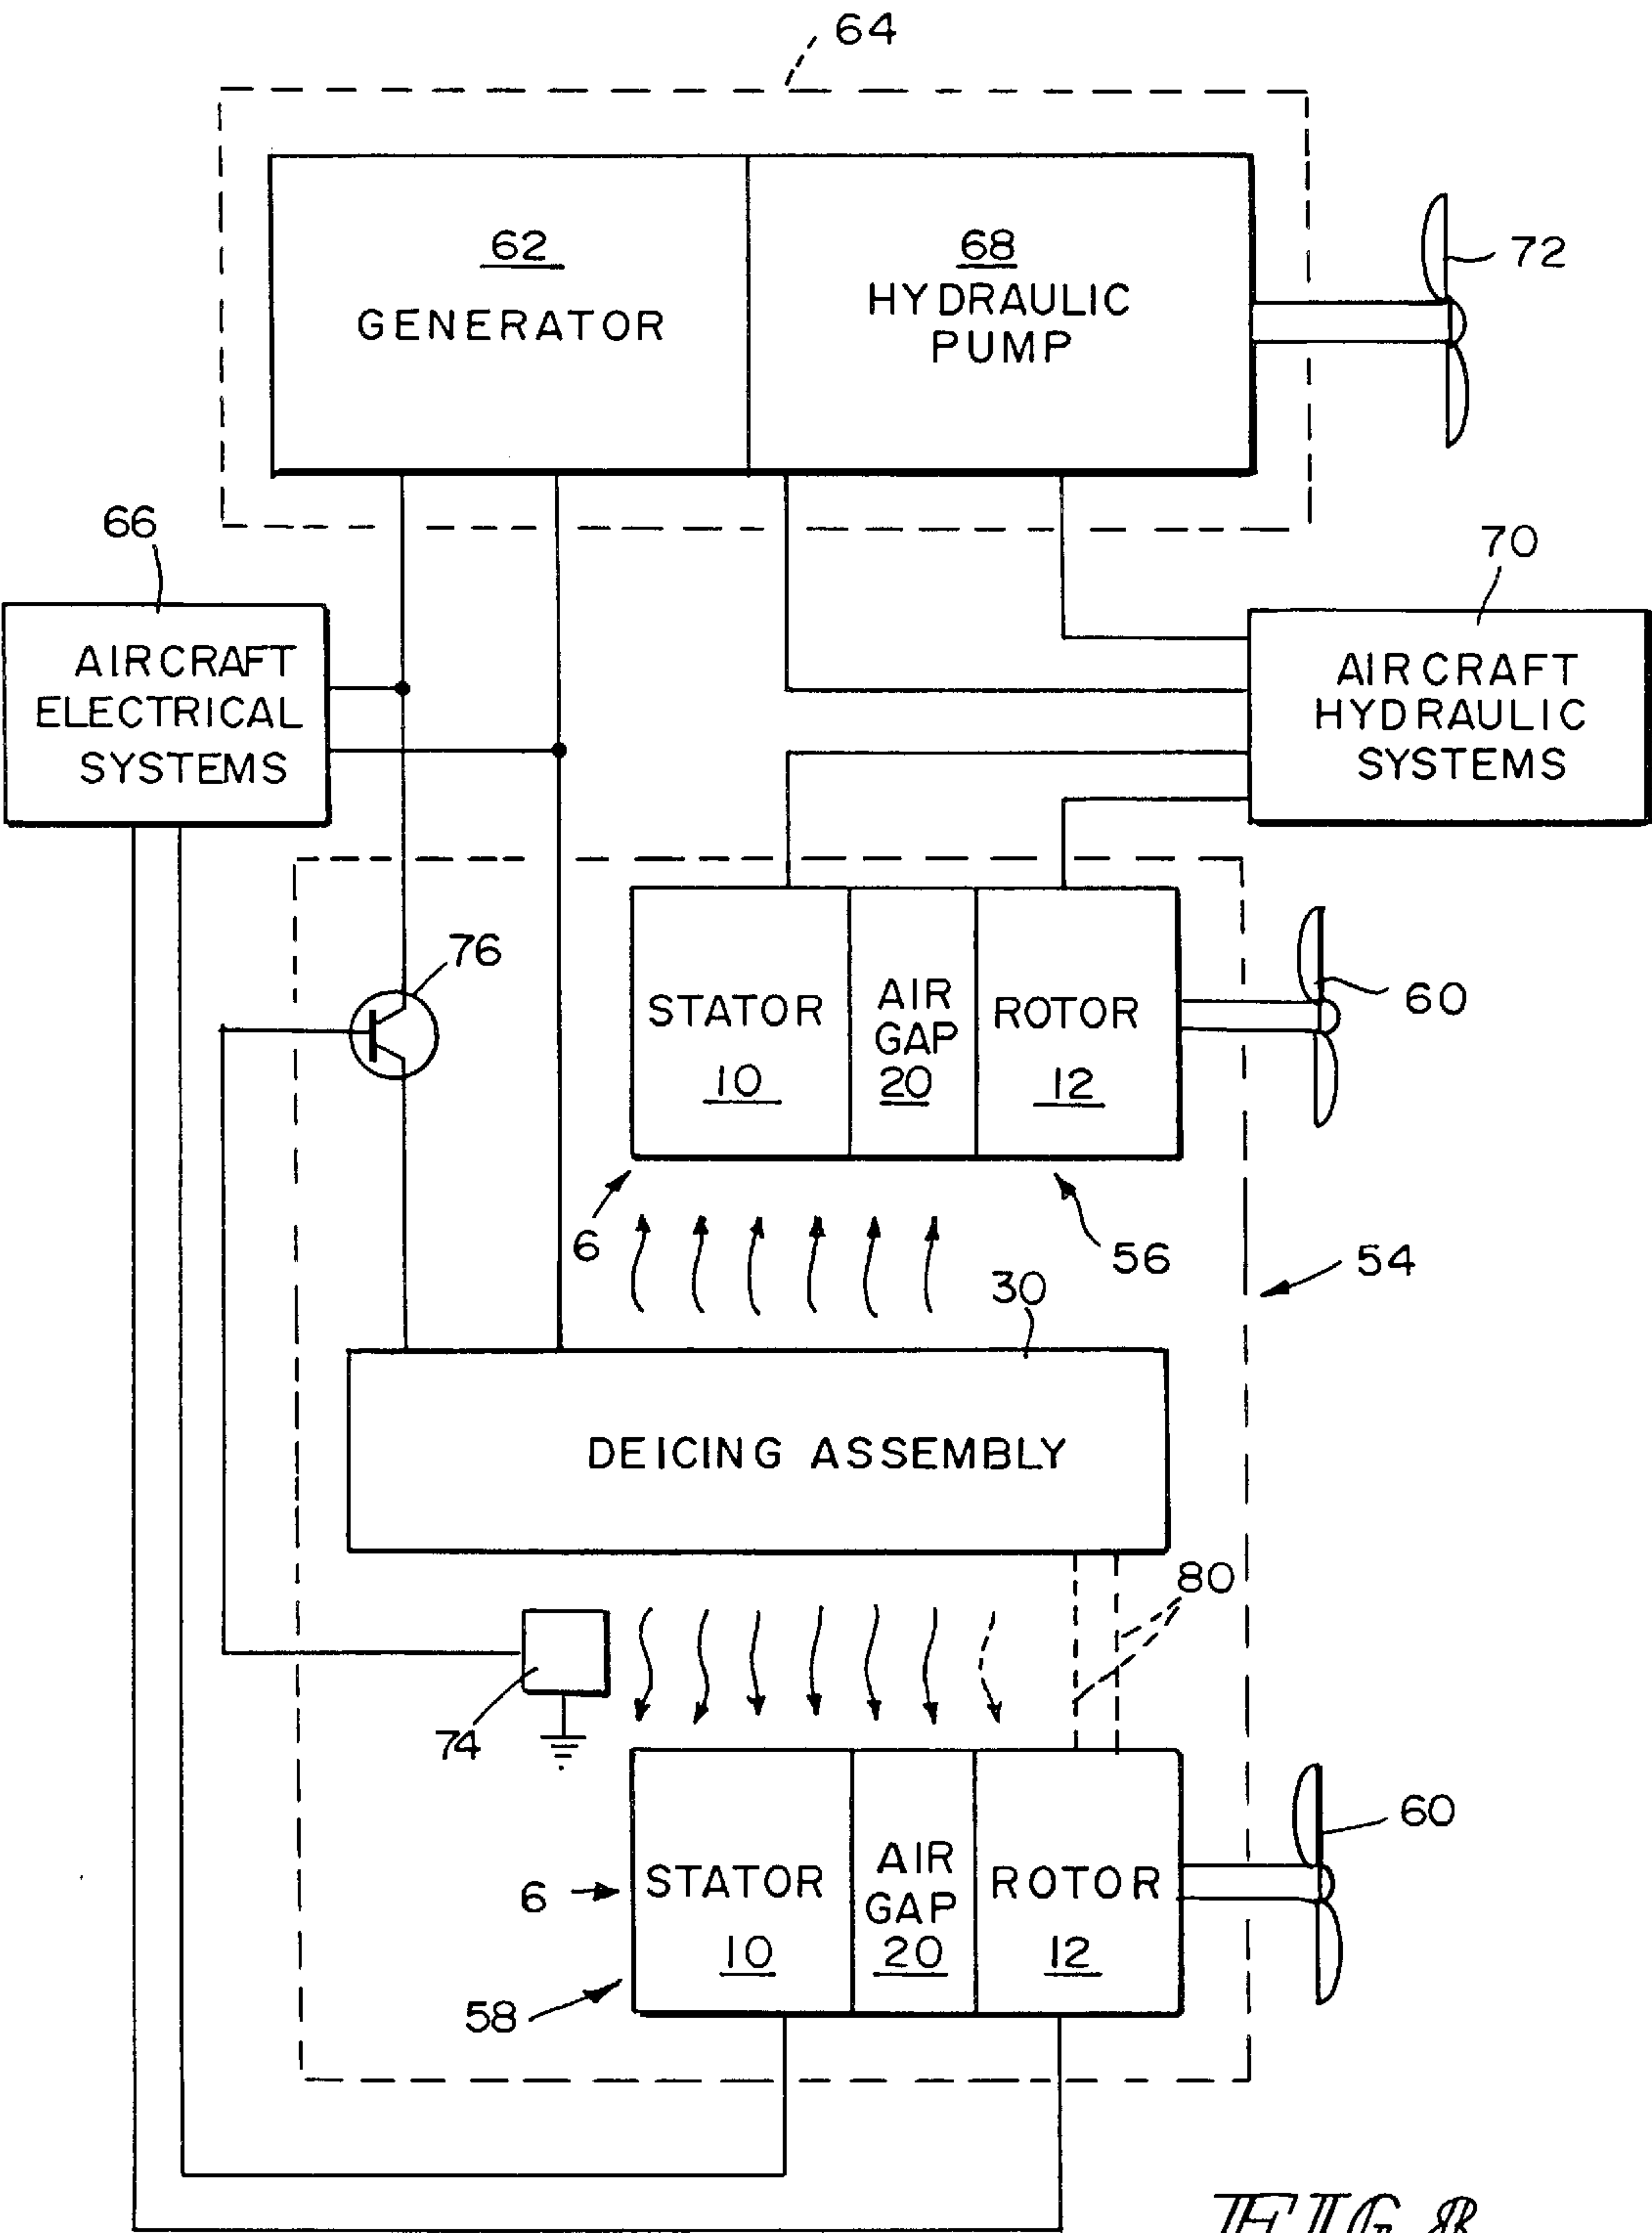 64
62
GENERATOR
68
HYDRAULIC
PUMP
72
66
AIRCRAFT
ELECTRICAL
SYSTEMS
70
AIRCRAFT
HYDRAULIC
SYSTEMS
76
STATOR
10
AIR
GAP
20
ROTOR
12
60
6
56
54
30
DEICING ASSEMBLY
80
74
6
STATOR
10
AIR
GAP
20
ROTOR
12
60
58
FIG. 8